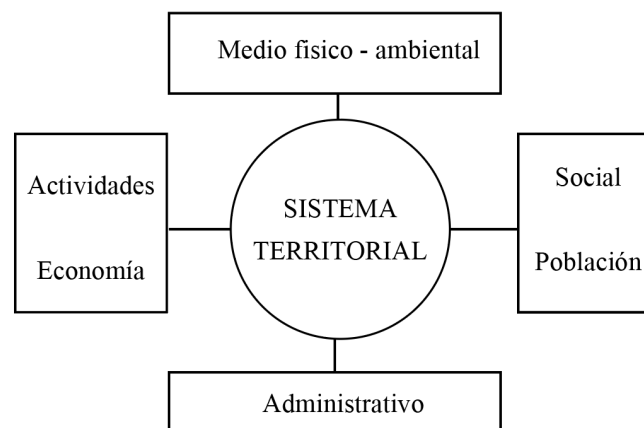 Medio fisico - ambiental
Actividades
Economía
SISTEMA
TERRITORIAL
Social
Población
Administrativo